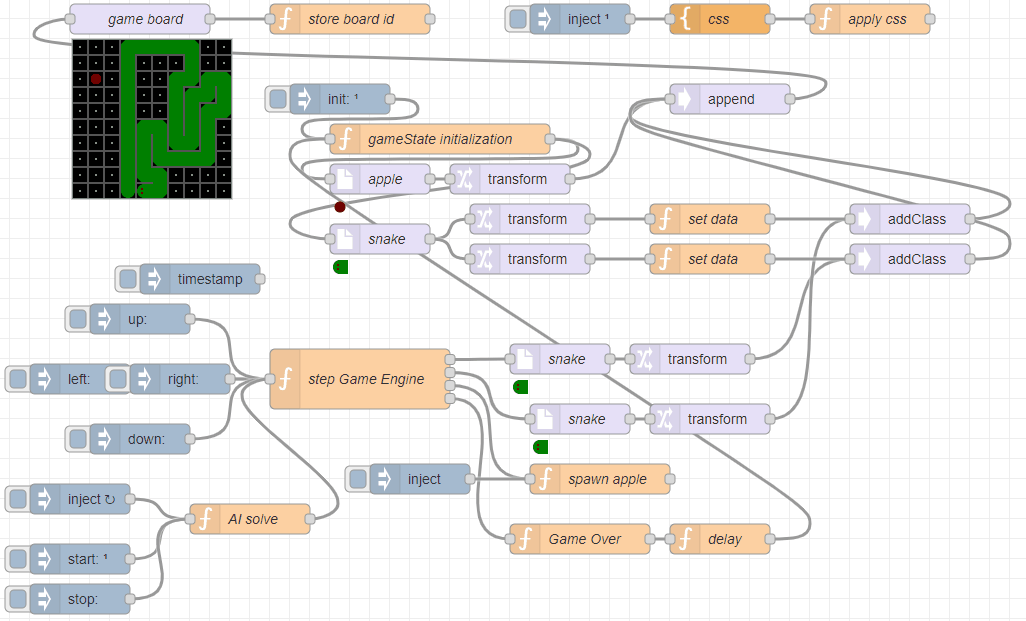 game board
store board id
inject ¹
css
apply css
init: ¹
append
gameState initialization
apple
transform
snake
transform
set data
addClass
transform
set data
addClass
timestamp
up:
left:
right:
step Game Engine
snake
transform
down:
snake
transform
inject
spawn apple
inject ↻
AI solve
Game Over
delay
start: ¹
stop: